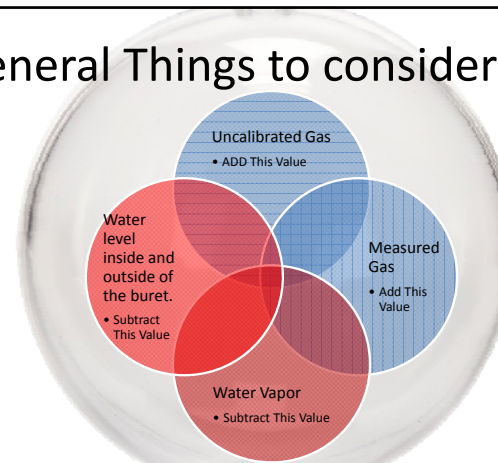 eneral Things to consider
Uncalibrated Gas
• ADD This Value
Water
level
inside and
outside of
the buret.
• Subtract
This Value
Measured
Gas
• Add This
Value
Water Vapor
• Subtract This Value